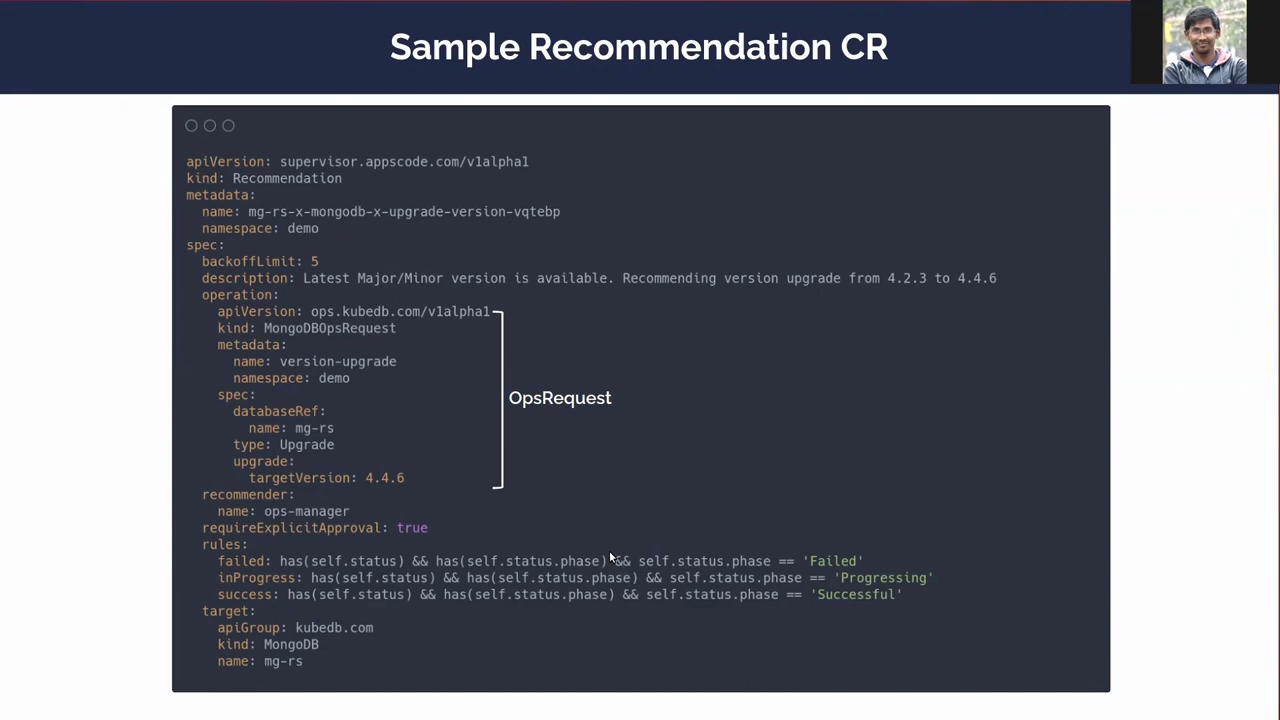 Sample Recommendation CR
apiVersion: supervisor.appscode.com/v1alpha1
kind: Recommendation
metadata:
  name: mg-rs-x-mongodb-x-upgrade-version-vqtebp
  namespace: demo
spec:
  backoffLimit: 5
  description: Latest Major/Minor version is available. Recommending version upgrade from 4.2.3 to 4.4.6
  operation:
    apiVersion: ops.kubedb.com/v1alpha1
    kind: MongoDBOpsRequest
    metadata:
      name: version-upgrade
      namespace: demo
    spec:
      databaseRef:
        name: mg-rs
      type: Upgrade
      upgrade:
        targetVersion: 4.4.6
  recommender:
    name: ops-manager
  requireExplicitApproval: true
  rules:
    failed: has(self.status) && has(self.status.phase) && self.status.phase == 'Failed'
    inProgress: has(self.status) && has(self.status.phase) && self.status.phase == 'Progressing'
    success: has(self.status) && has(self.status.phase) && self.status.phase == 'Successful'
  target:
    apiGroup: kubedb.com
    kind: MongoDB
    name: mg-rs
OpsRequest